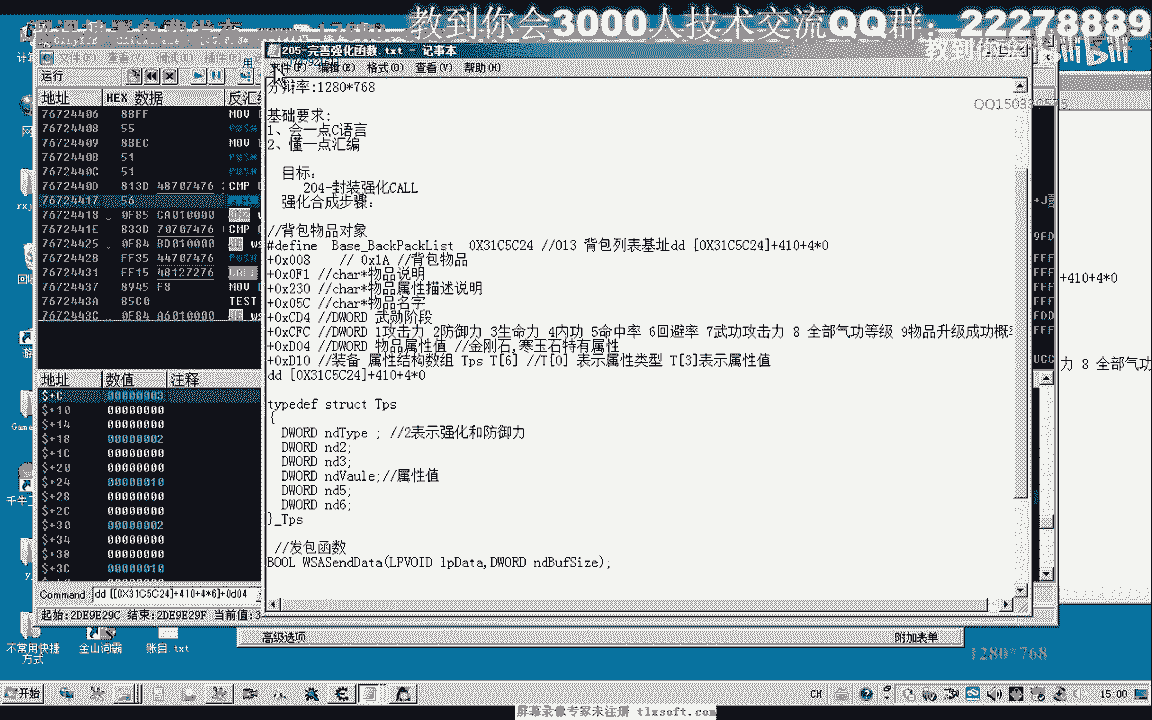 教到你会3000人技术交流QQ群：22278889
205-完善强化函数.txt - 记事本
文件(F) 编辑(E) 格式(O) 查看(V) 帮助(H)
运行
地址 HEX 数据 反汇编
76724406 8BFF MOV
76724408 55
76724409 8BEC MOV
7672440B 51
7672440C 51
7672440D 813D 48707476 CMP
76724417 56
76724418 0F85 CA010000
7672441E 833D 70707476 CMP
76724425 0F84 BD010000
7672442B FF35 44707476
76724431 FF15 48127276
76724437 8945 F8 MOV
7672443A 85C0 TEST
7672443C 0F84 A6010000
分辩率:1280*768
基础要求:
1、会一点C语言
2、懂一点汇编
目标:
204-封装强化CALL
强化合成步骤:
//背包物品对象
#define Base_BackPackList 0X31C5C24 //013 背包列表基址dd [0X31C5C24]+410+4*0
+0x008 // 0x1A //背包物品
+0x0F1 //char*物品说明
+0x230 //char*物品属性描述说明
+0x05C //char*物品名字
+0xCD4 //DWORD 武勋阶段
+0xCFC //DWORD 1攻击力 2防御力 3生命力 4内功 5命中率 6回避率 7武功攻击力 8 全部气功等级 9物品升级成功概
+0xD04 //DWORD 物品属性值 //金刚石,寒玉石特有属性
+0xD10 //装备 属性结构数组 Tps T[6] //T[0] 表示属性类型 T[3]表示属性值
dd [0X31C5C24]+410+4*0
typedef struct Tps
{
DWORD ndType ; //2表示强化和防御力
DWORD nd2;
DWORD nd3;
DWORD ndVaule;//属性值
DWORD nd5;
DWORD nd6;
}_Tps
//发包函数
BOOL WSASendData(LPVOID lpData,DWORD ndBufSize);
+410+4*0
力 8 全部气功
地址 数值 注释
$+C 00000003
$+10 00000000
$+14 00000000
$+18 00000002
$+1C 00000000
$+20 00000000
$+24 00000010
$+28 00000000
$+2C 00000000
$+30 00000002
$+34 00000000
$+38 00000000
$+3C 00000010
Command dd [[0X31C5C24]+410+4*6]+0d04
起始:2DE9E29C 结束:2DE9E29F 当前值:3
高级选项 附加表单
不常用快捷方式
金山词霸
账目.txt
1280*768
开始
CH
15:00
屏幕录像专家未注册 tlxsoft.com